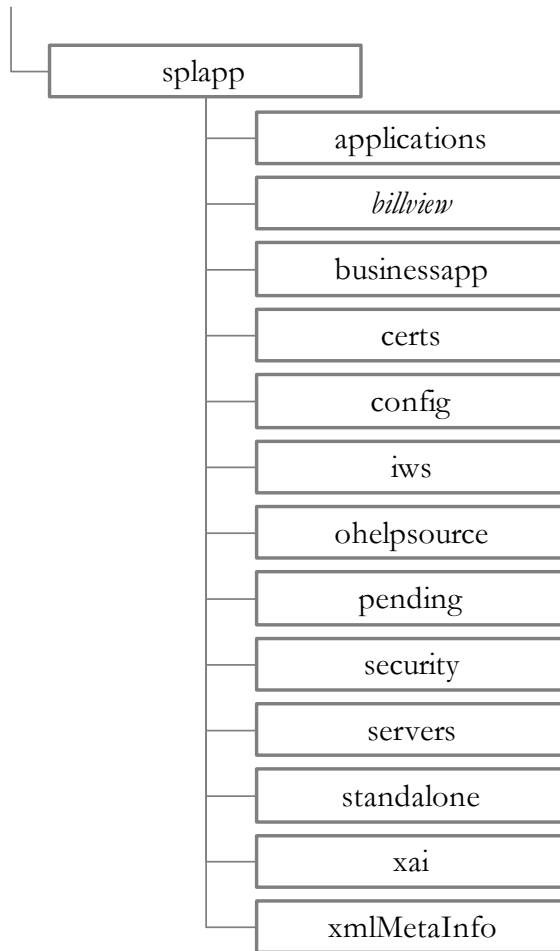 splapp
applications
billview
businessapp
certs
config
iws
ohelpsource
pending
security
servers
standalone
xai
xmlMetaInfo